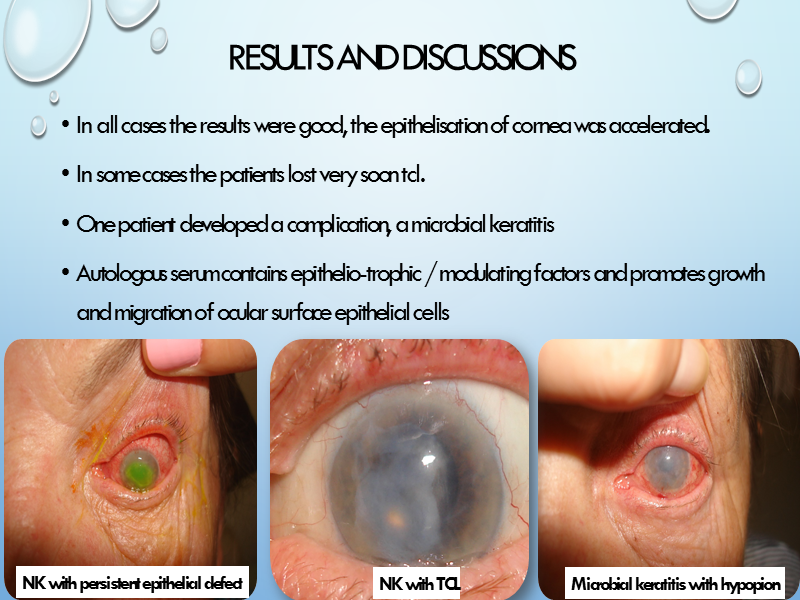 RESULTS AND DISCUSSIONS
• In all cases the results were good, the epithelisation of cornea was accelerated.
• In some cases the patients lost very soon tcl.
• One patient developed a complication, a microbial keratitis
• Autologous serum contains epithelio-trophic / modulating factors and promotes growth
and migration of ocular surface epithelial cells
NK with persistent epithelial defect
NK with TCL
Microbial keratitis with hypopion